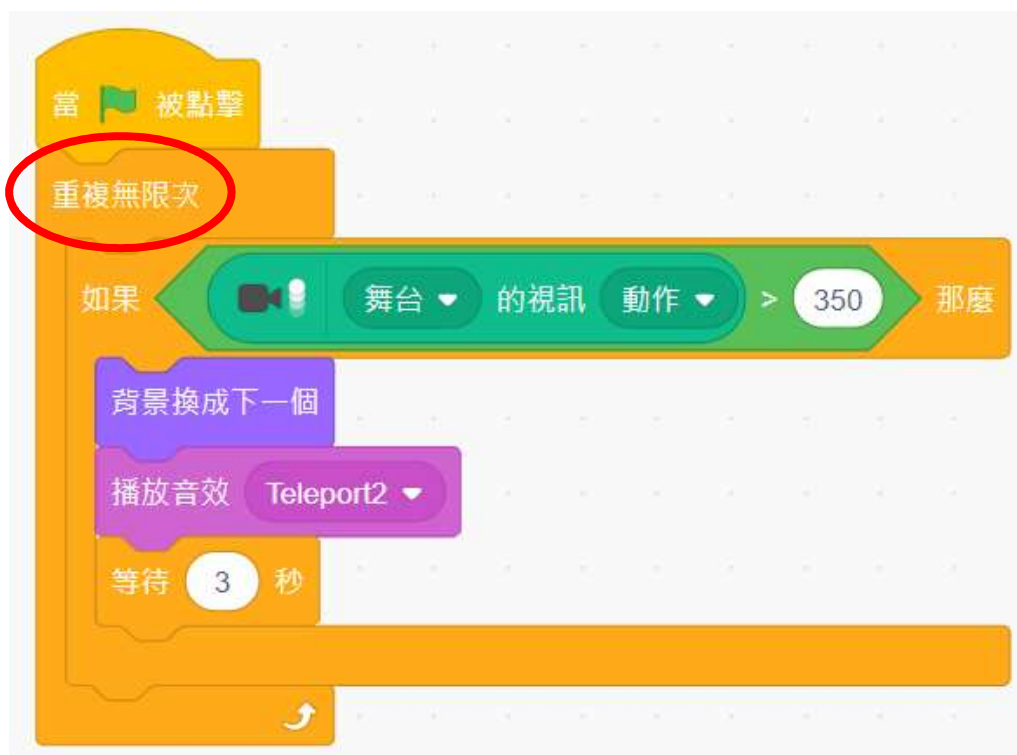 當 被點擊
重複無限次
如果 舞台 的視訊 動作 > 350 那麼
背景換成下一個
播放音效 Teleport2
等待 3 秒